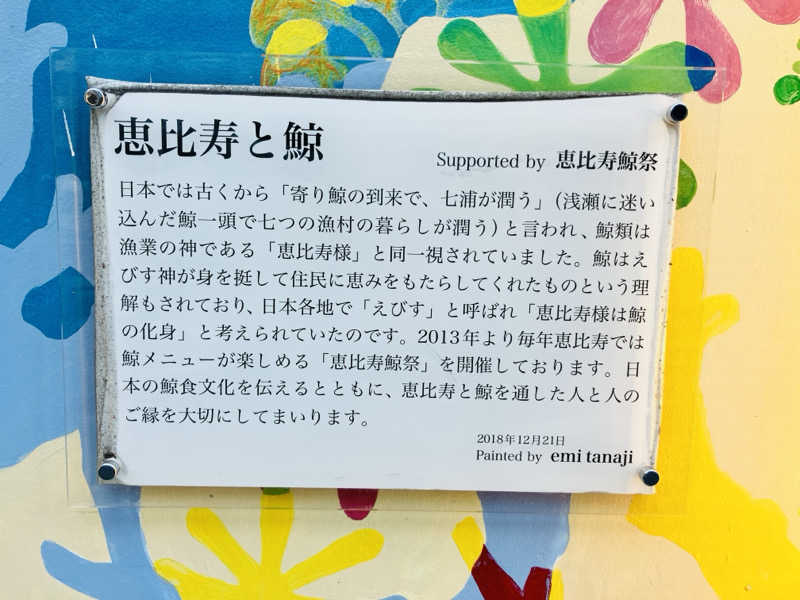 恵比寿と鯨
Supported by 恵比寿鯨祭
日本では古くから「寄り鯨の到来で、七浦が潤う」（浅瀬に迷い
込んだ鯨一頭で七つの漁村の暮らしが潤う）と言われ、鯨類は
漁業の神である「恵比寿様」と同一視されていました。鯨はえ
びす神が身を挺して住民に恵みをもたらしてくれたものという理
解もされており、日本各地で「えびす」と呼ばれ「恵比寿様は鯨
の化身」と考えられていたのです。2013年より毎年恵比寿では
鯨メニューが楽しめる「恵比寿鯨祭」を開催しております。日
本の鯨食文化を伝えるとともに、恵比寿と鯨を通した人と人の
ご縁を大切にしてまいります。
2018年12月21日
Painted by emi tanaji